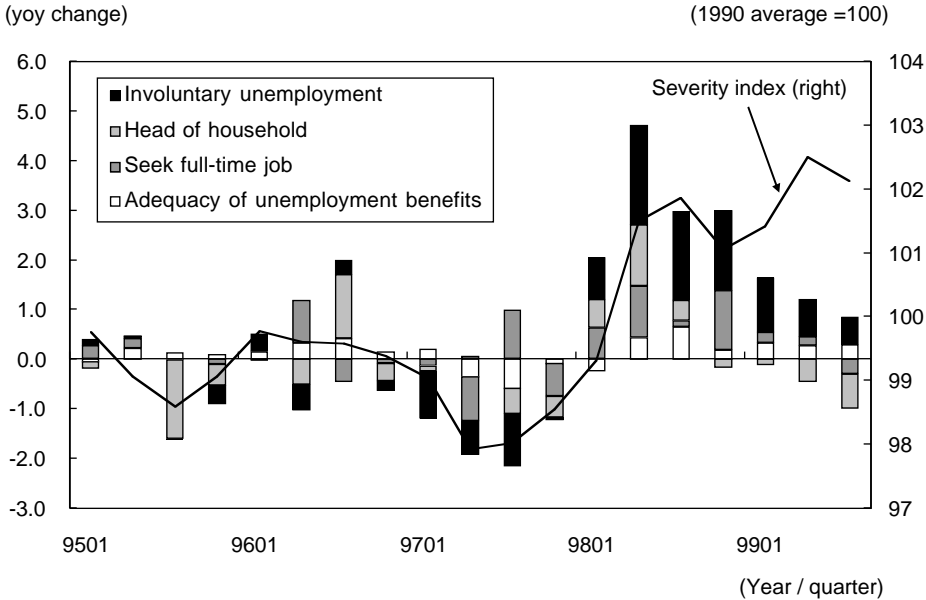 (yoy change)
(1990 average =100)
6.0
5.0
4.0
3.0
2.0
1.0
0.0
-1.0
-2.0
-3.0
Involuntary unemployment
Head of household
Seek full-time job
Adequacy of unemployment benefits
Severity index (right)
104
103
102
101
100
99
98
97
9501
9601
9701
9801
9901
(Year / quarter)